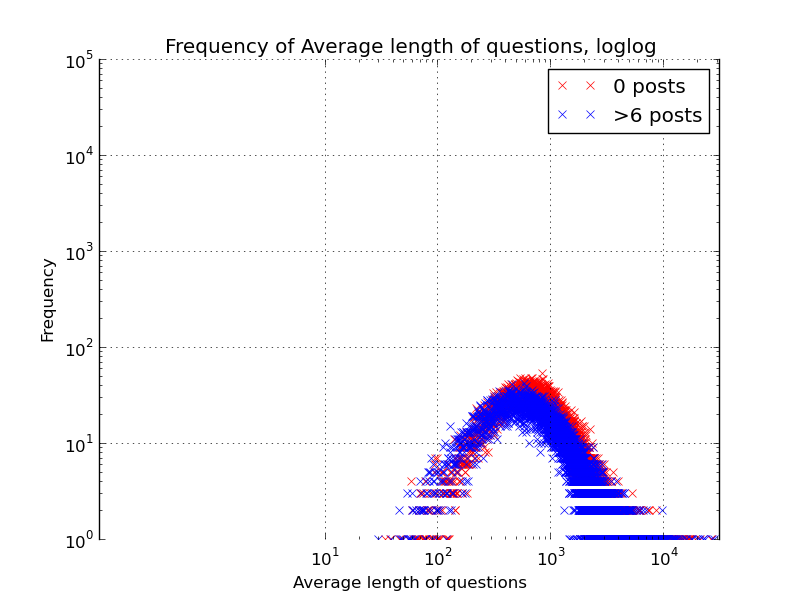 Frequency of Average length of questions, loglog
0 posts
>6 posts
10^5
10^4
10^3
10^2
10^1
10^0
Frequency
10^1 10^2 10^3 10^4
Average length of questions